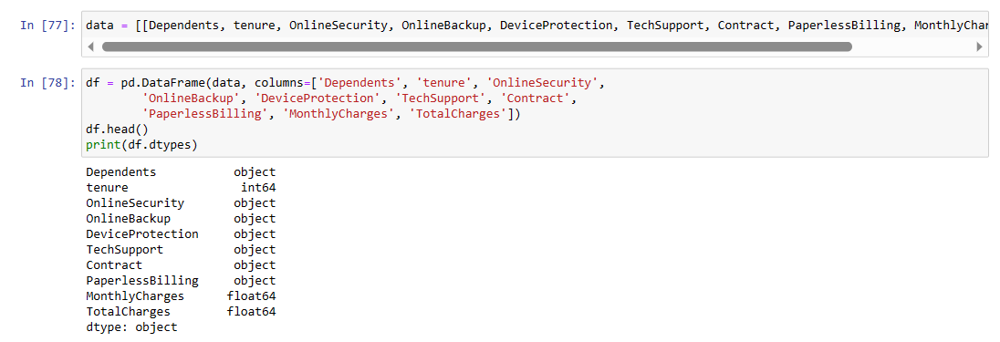 In [77]: data = [[Dependents, tenure, OnlineSecurity, OnlineBackup, DeviceProtection, TechSupport, Contract, PaperlessBilling, MonthlyChar
In [78]: df = pd.DataFrame(data, columns=['Dependents', 'tenure', 'OnlineSecurity',
'OnlineBackup', 'DeviceProtection', 'TechSupport', 'Contract',
'PaperlessBilling', 'MonthlyCharges', 'TotalCharges'])
df.head()
print(df.dtypes)
Dependents object
tenure int64
OnlineSecurity object
OnlineBackup object
DeviceProtection object
TechSupport object
Contract object
PaperlessBilling object
MonthlyCharges float64
TotalCharges float64
dtype: object